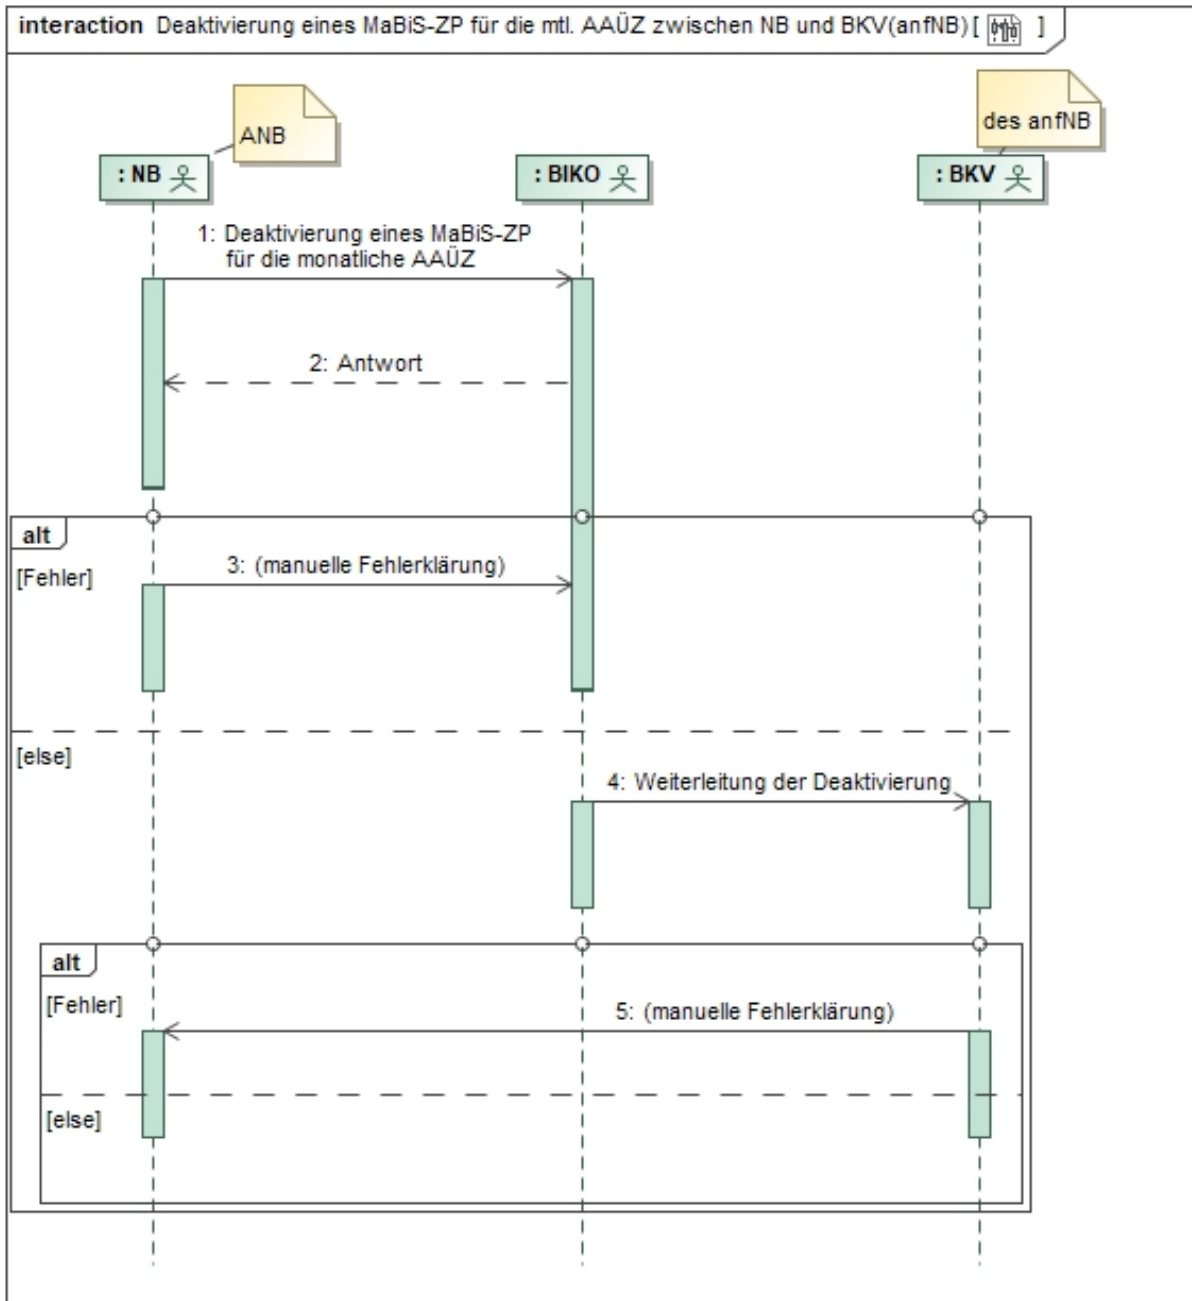 interaction Deaktivierung eines MaBiS-ZP für die mtl. AAÜZ zwischen NB und BKV(anfNB) [ ]
ANB
des anfNB
: NB
: BIKO
: BKV
1: Deaktivierung eines MaBiS-ZP
für die monatliche AAÜZ
2: Antwort
alt
[Fehler]
3: (manuelle Fehlerklärung)
[else]
4: Weiterleitung der Deaktivierung
alt
[Fehler]
5: (manuelle Fehlerklärung)
[else]